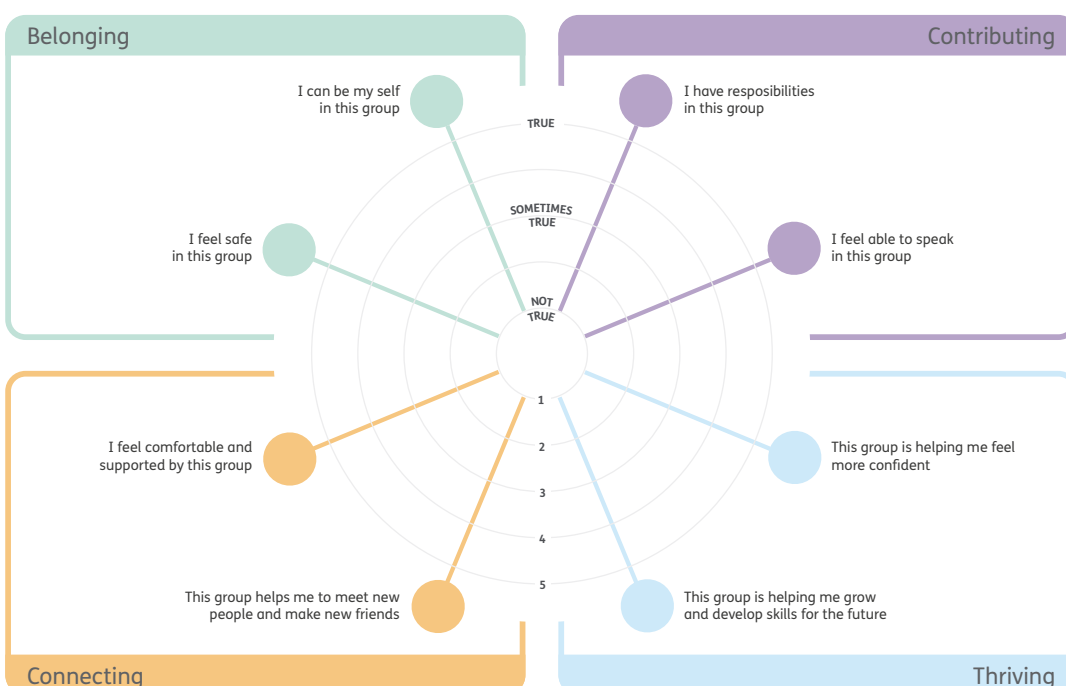 Belonging
Contributing
I can be my self
in this group
I have resposibilities
in this group
TRUE
SOMETIMES
TRUE
I feel safe
in this group
I feel able to speak
in this group
NOT
TRUE
1
2
3
4
5
I feel comfortable and
supported by this group
This group is helping me feel
more confident
This group helps me to meet new
people and make new friends
This group is helping me grow
and develop skills for the future
Connecting
Thriving